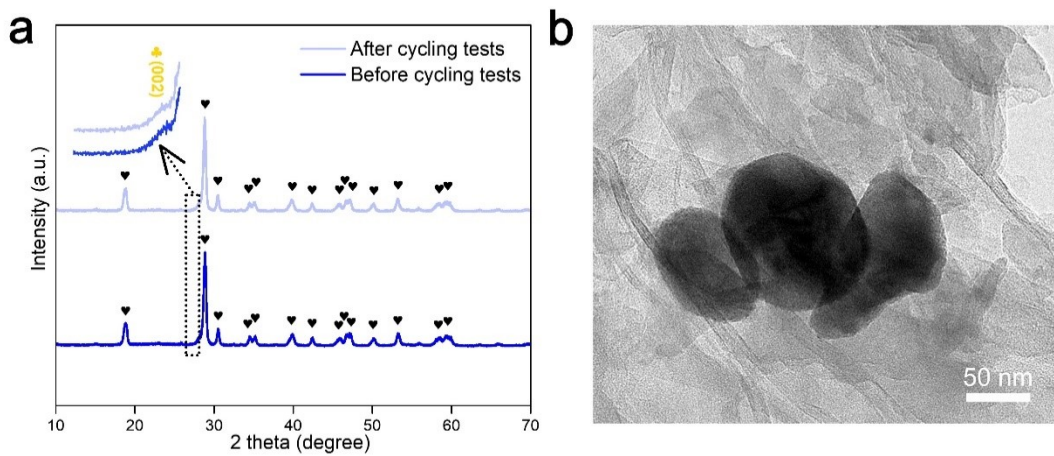 a
After cycling tests
Before cycling tests
♣ (002)
Intensity (a.u.)
10 20 30 40 50 60 70
2 theta (degree)
b
50 nm